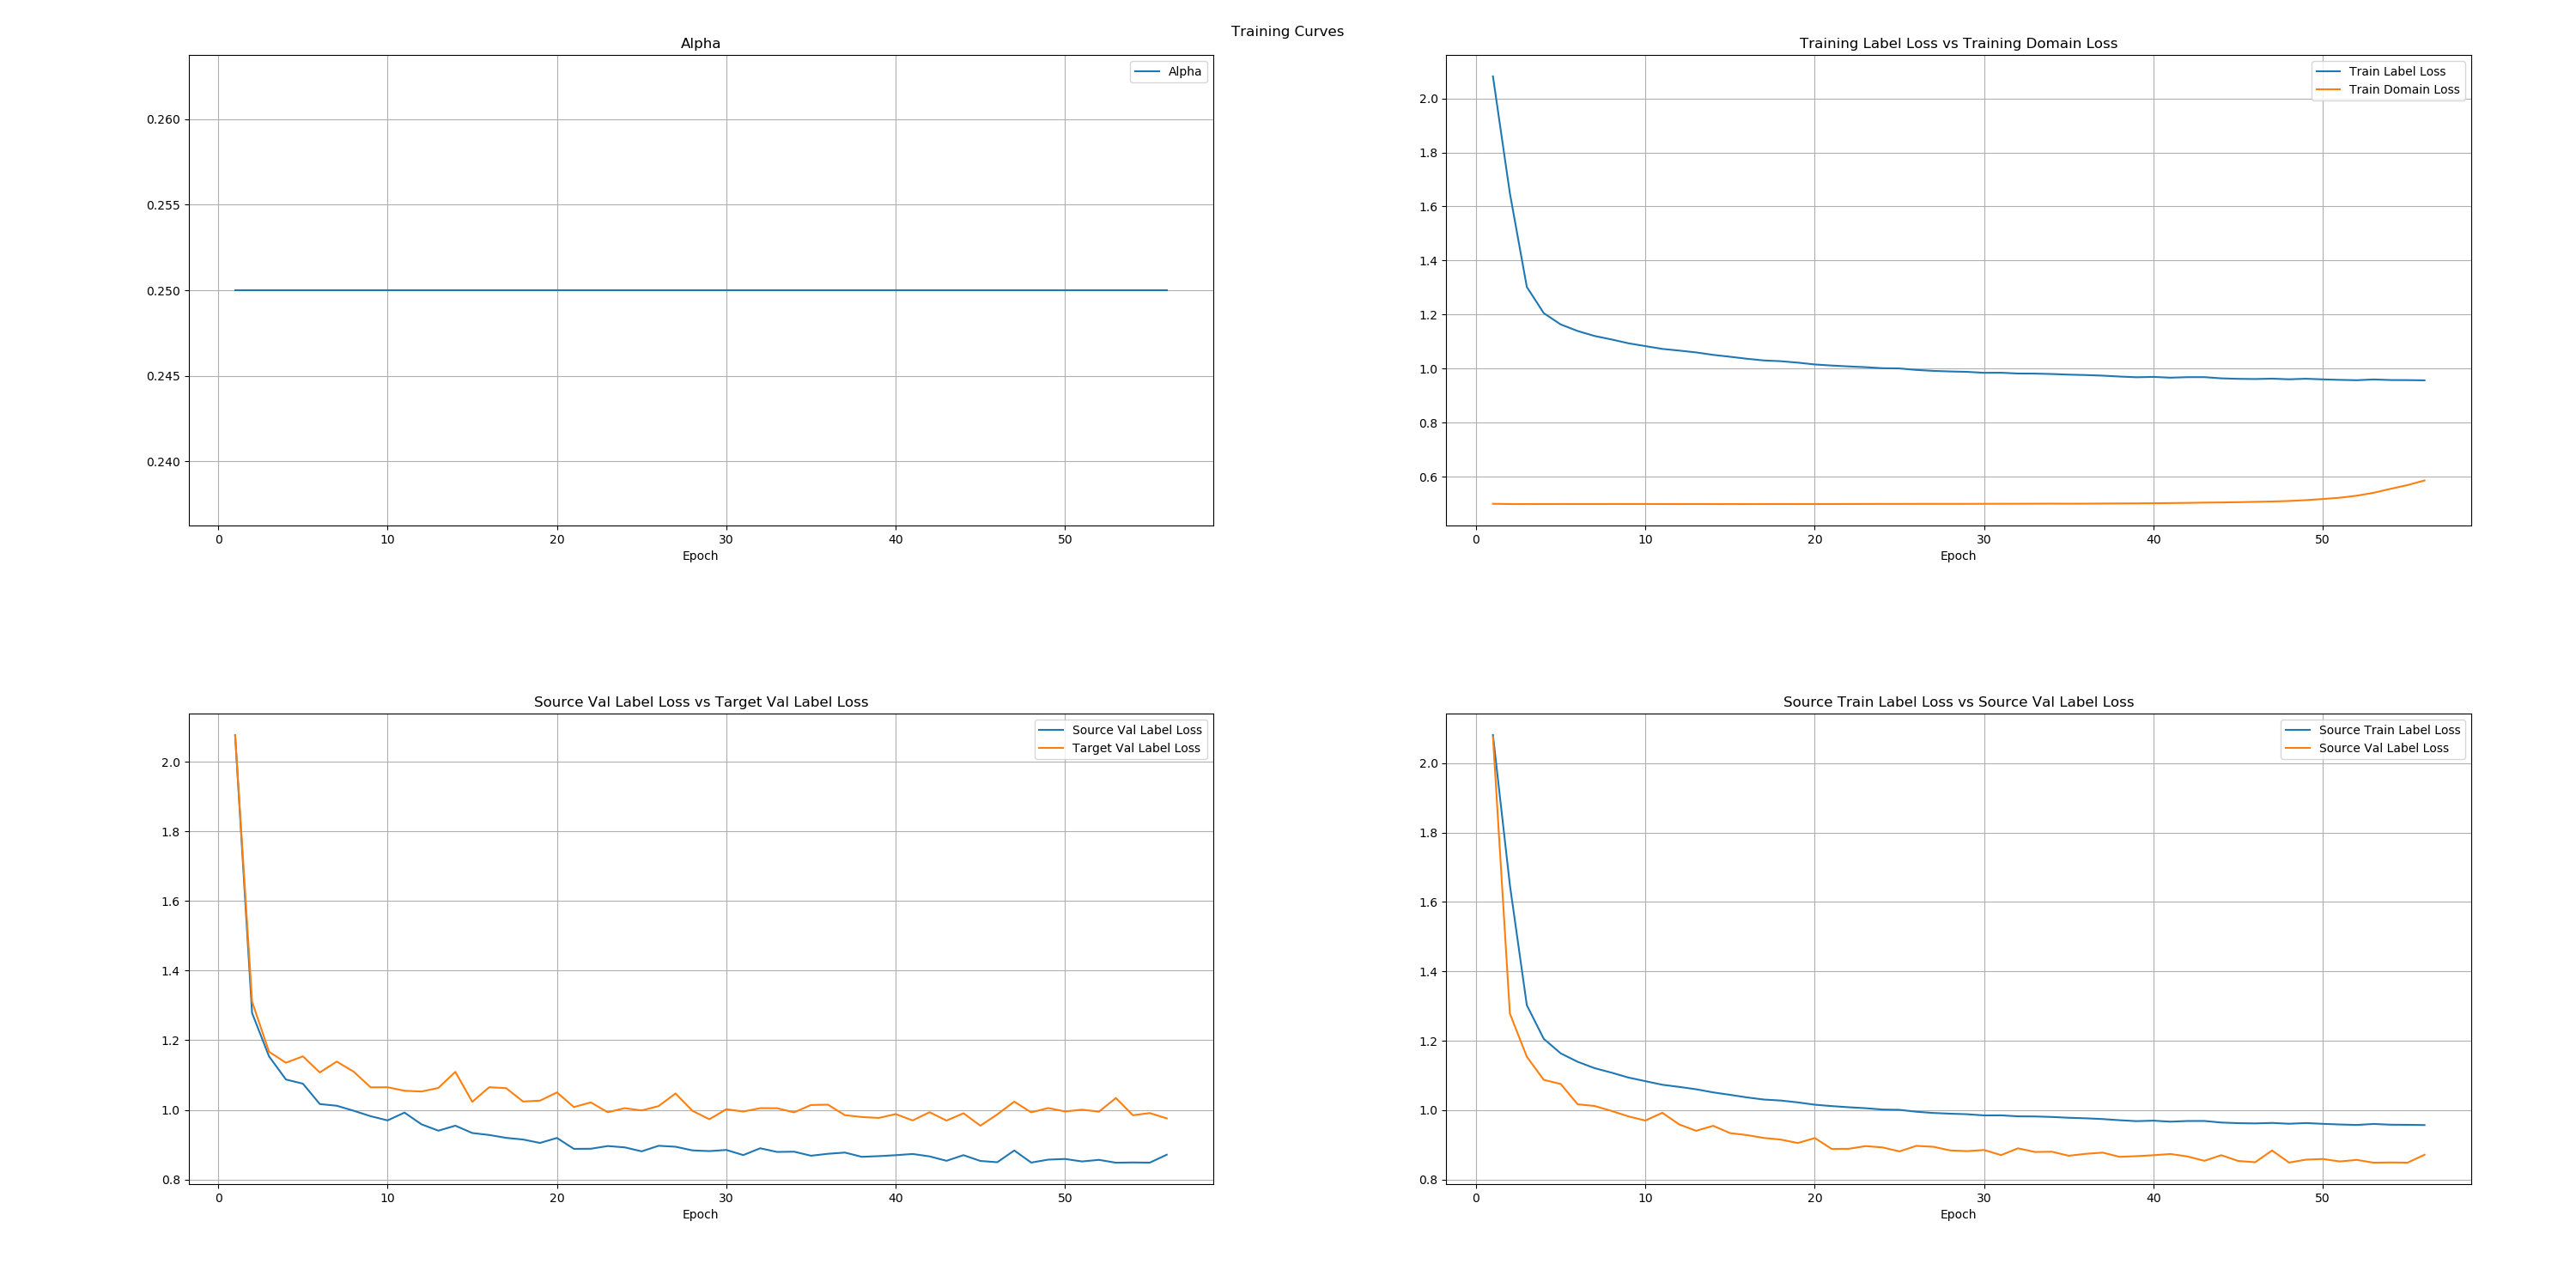 Training Curves
Alpha
Alpha
0.260
0.255
0.250
0.245
0.240
0 10 20 30 40 50
Epoch
Training Label Loss vs Training Domain Loss
Train Label Loss
Train Domain Loss
2.0
1.8
1.6
1.4
1.2
1.0
0.8
0.6
0 10 20 30 40 50
Epoch
Source Val Label Loss vs Target Val Label Loss
Source Val Label Loss
Target Val Label Loss
2.0
1.8
1.6
1.4
1.2
1.0
0.8
0 10 20 30 40 50
Epoch
Source Train Label Loss vs Source Val Label Loss
Source Train Label Loss
Source Val Label Loss
2.0
1.8
1.6
1.4
1.2
1.0
0.8
0 10 20 30 40 50
Epoch